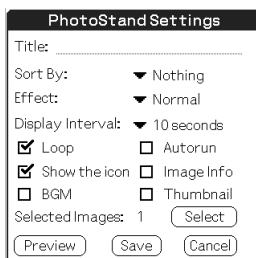 PhotoStand Settings
Title:
Sort By: Nothing
Effect: Normal
Display Interval: 10 seconds
Loop Autorun
Show the icon Image Info
BGM Thumbnail
Selected Images: 1 Select
Preview Save Cancel